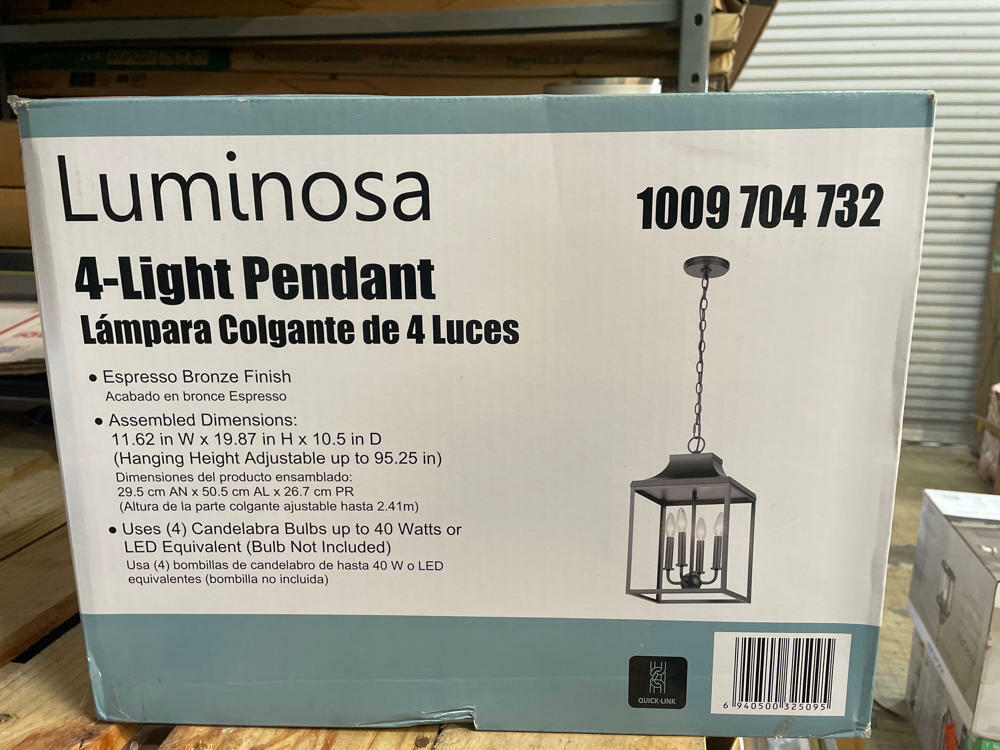 Luminosa
1009 704 732
4-Light Pendant
Lámpara Colgante de 4 Luces
• Espresso Bronze Finish
Acabado en bronce Espresso
• Assembled Dimensions:
11.62 in W x 19.87 in H x 10.5 in D
(Hanging Height Adjustable up to 95.25 in)
Dimensiones del producto ensamblado:
29.5 cm AN x 50.5 cm AL x 26.7 cm PR
(Altura de la parte colgante ajustable hasta 2.41m)
• Uses (4) Candelabra Bulbs up to 40 Watts or
LED Equivalent (Bulb Not Included)
Usa (4) bombillas de candelabro de hasta 40 W o LED
equivalentes (bombilla no incluida)
QUICK-LINK
6 940500 325095